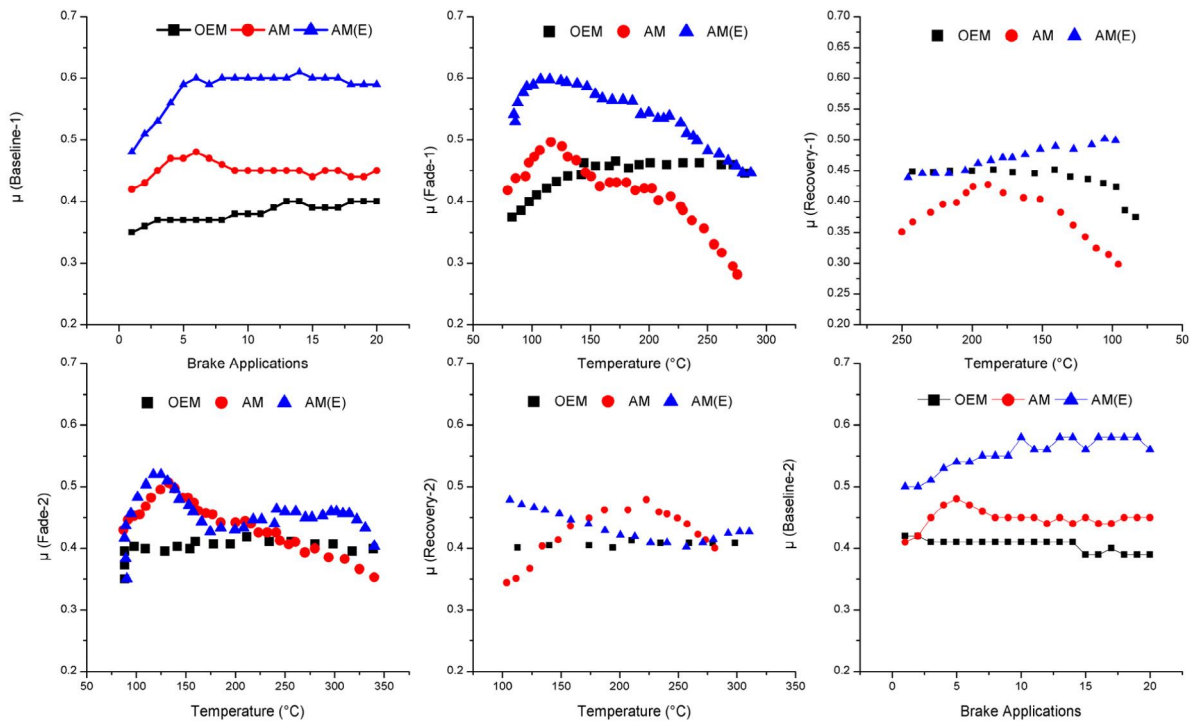 0.7
0.6
0.5
0.4
0.3
0.2
OEM AM AM(E)
0 5 10 15 20
Brake Applications
μ (Baseline-1)
0.7
0.6
0.5
0.4
0.3
0.2
OEM AM AM(E)
50 100 150 200 250 300
Temperature (°C)
μ (Fade-1)
0.70
0.65
0.60
0.55
0.50
0.45
0.40
0.35
0.30
0.25
0.20
OEM AM AM(E)
250 200 150 100 50
Temperature (°C)
μ (Recovery-1)
0.7
0.6
0.5
0.4
0.3
0.2
OEM AM AM(E)
50 100 150 200 250 300 350
Temperature (°C)
μ (Fade-2)
0.7
0.6
0.5
0.4
0.3
0.2
OEM AM AM(E)
100 150 200 250 300 350
Temperature (°C)
μ (Recovery-2)
0.7
0.6
0.5
0.4
0.3
0.2
OEM AM AM(E)
0 5 10 15 20
Brake Applications
μ (Baseline-2)